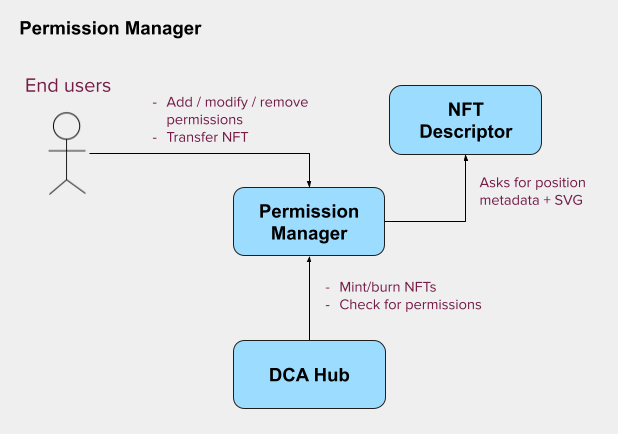 Permission Manager
End users
- Add / modify / remove
permissions
- Transfer NFT
NFT
Descriptor
Asks for position
metadata + SVG
Permission
Manager
- Mint/burn NFTs
- Check for permissions
DCA Hub